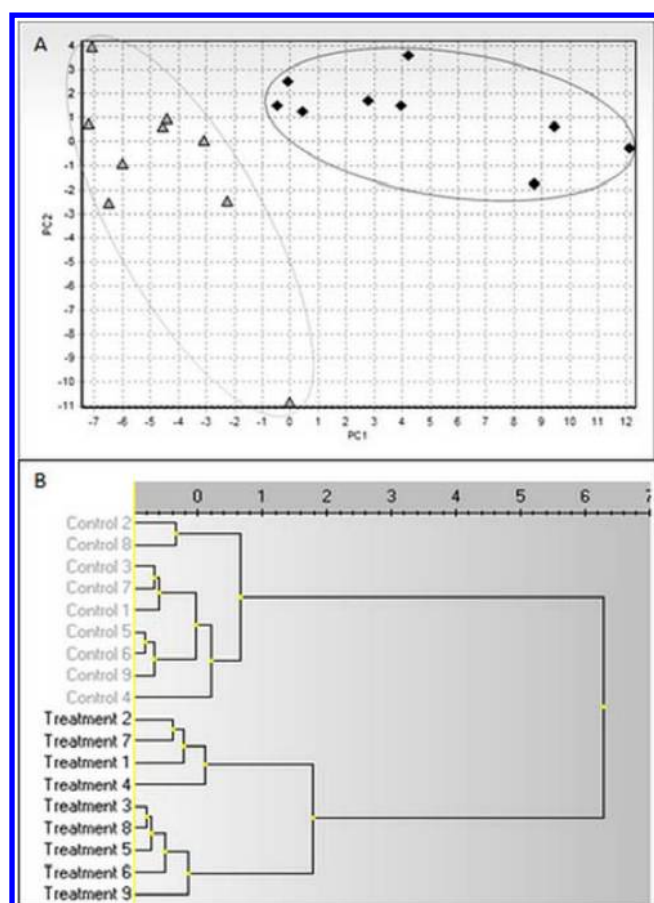 A
4
3
2
1
0
-1
-2
-3
-4
-5
-6
-7
-8
-9
-10
-11
PC2
-7 -6 -5 -4 -3 -2 -1 0 1 2 3 4 5 6 7 8 9 10 11 12
PC1
B
0 1 2 3 4 5 6 7
Control 2
Control 8
Control 3
Control 7
Control 1
Control 5
Control 6
Control 9
Control 4
Treatment 2
Treatment 7
Treatment 1
Treatment 4
Treatment 3
Treatment 8
Treatment 5
Treatment 6
Treatment 9